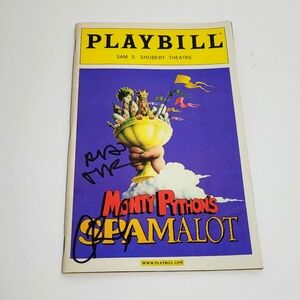 PLAYBILL
SAM S. SHUBERT THEATRE
MONTY PYTHON'S
SPAMALOT
WWW.PLAYBILL.COM